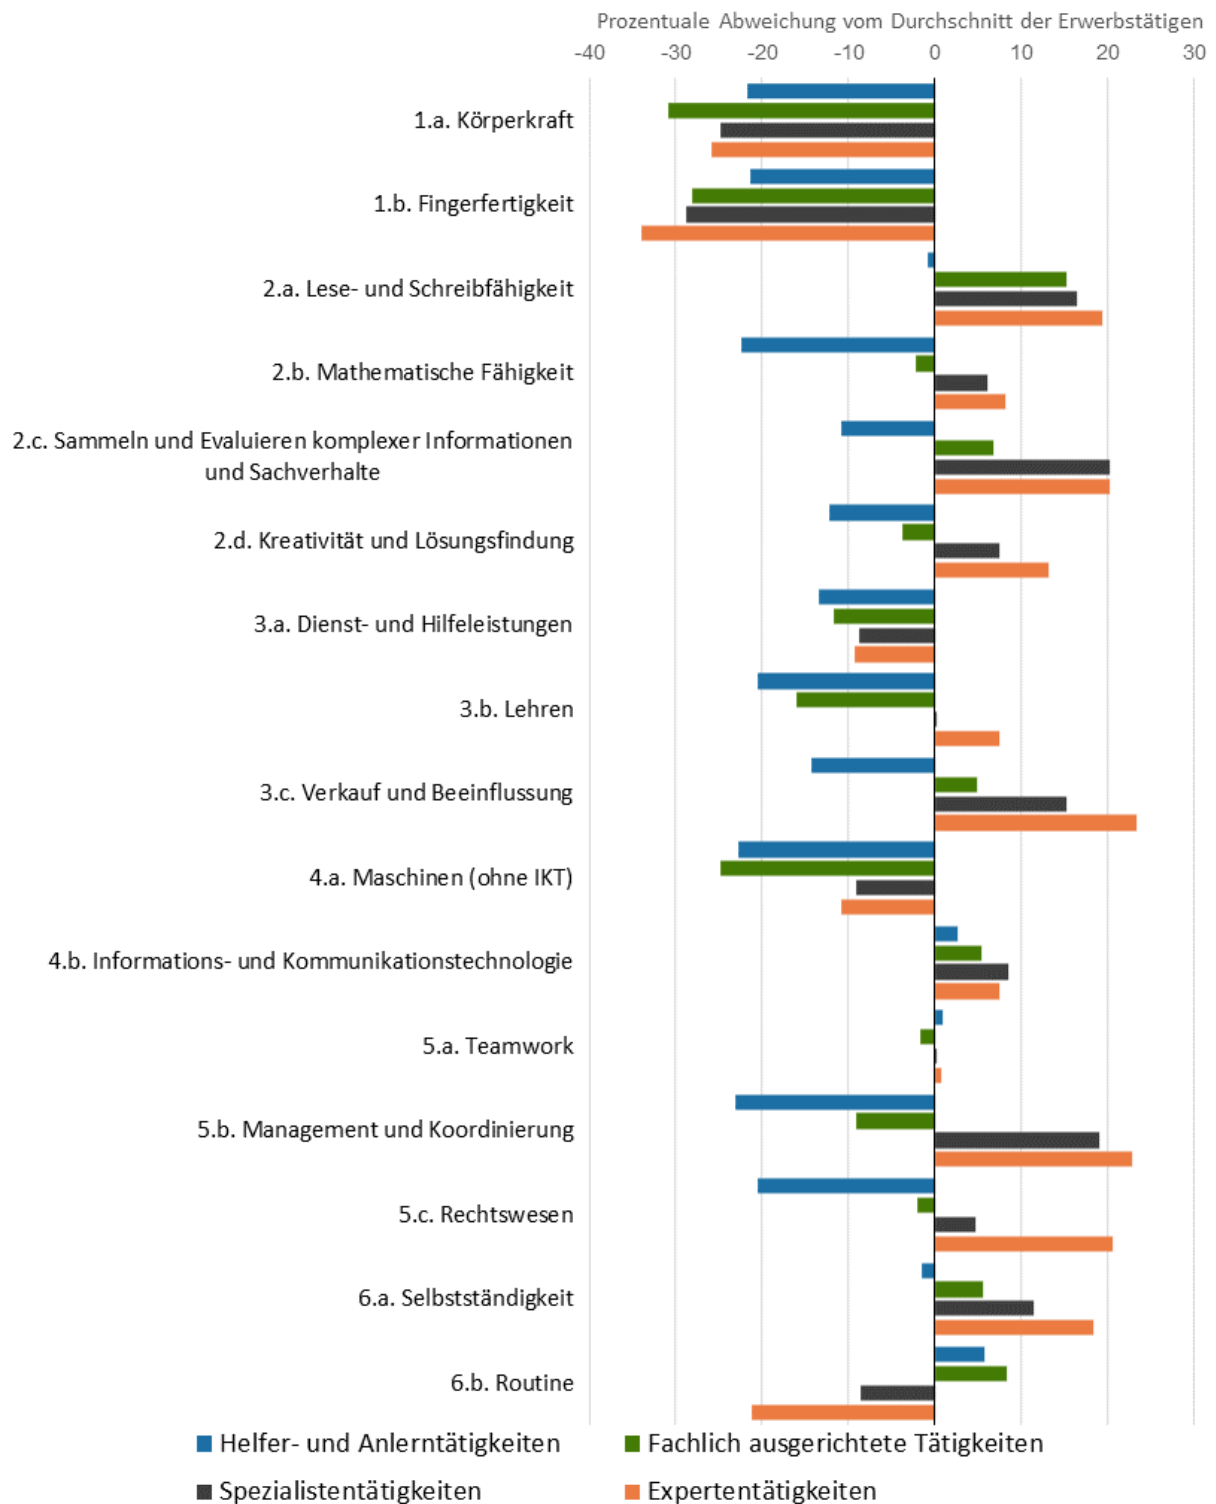 Prozentuale Abweichung vom Durchschnitt der Erwerbstätigen
-40 -30 -20 -10 0 10 20 30
1.a. Körperkraft
1.b. Fingerfertigkeit
2.a. Lese- und Schreibfähigkeit
2.b. Mathematische Fähigkeit
2.c. Sammeln und Evaluieren komplexer Informationen
und Sachverhalte
2.d. Kreativität und Lösungsfindung
3.a. Dienst- und Hilfeleistungen
3.b. Lehren
3.c. Verkauf und Beeinflussung
4.a. Maschinen (ohne IKT)
4.b. Informations- und Kommunikationstechnologie
5.a. Teamwork
5.b. Management und Koordinierung
5.c. Rechtswesen
6.a. Selbstständigkeit
6.b. Routine
Helfer- und Anlerntätigkeiten Fachlich ausgerichtete Tätigkeiten
Spezialistentätigkeiten Expertentätigkeiten